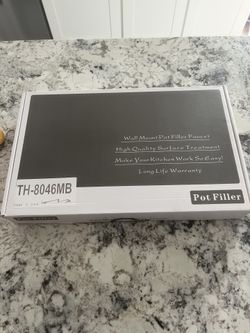 Wall Mount Pot Filler Faucet
High Quality Surface Treatment
Make Your Kitchen Work So Easy!
Long Life Warranty
TH-8046MB
Pot Filler